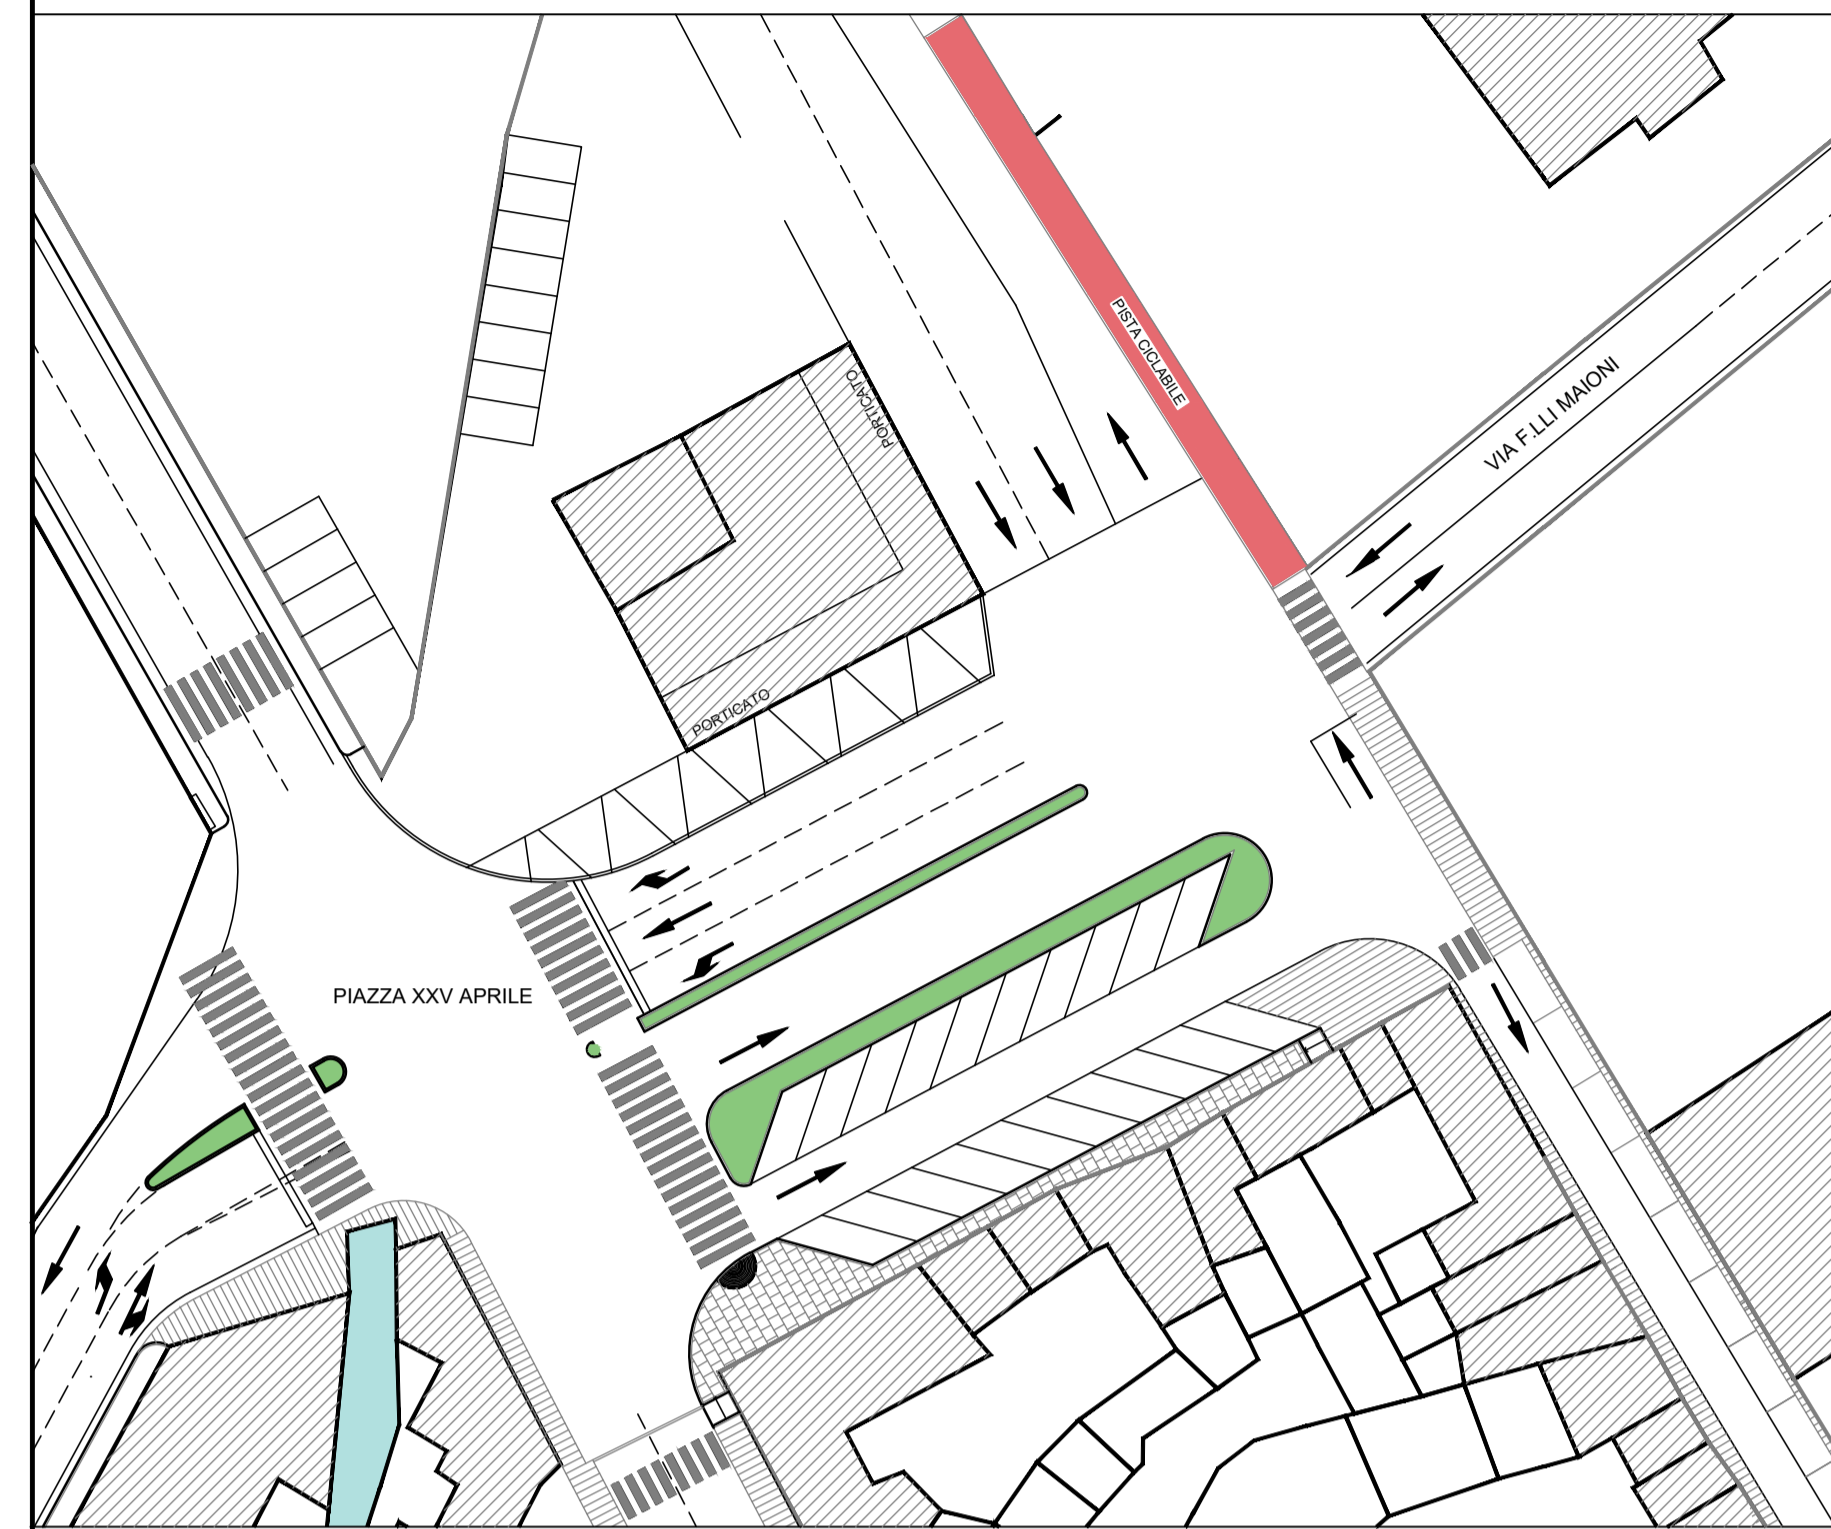 PISTA CICLABILE
VIA F.LLI MAIONI
PORTICATO
PORTICATO
PIAZZA XXV APRILE